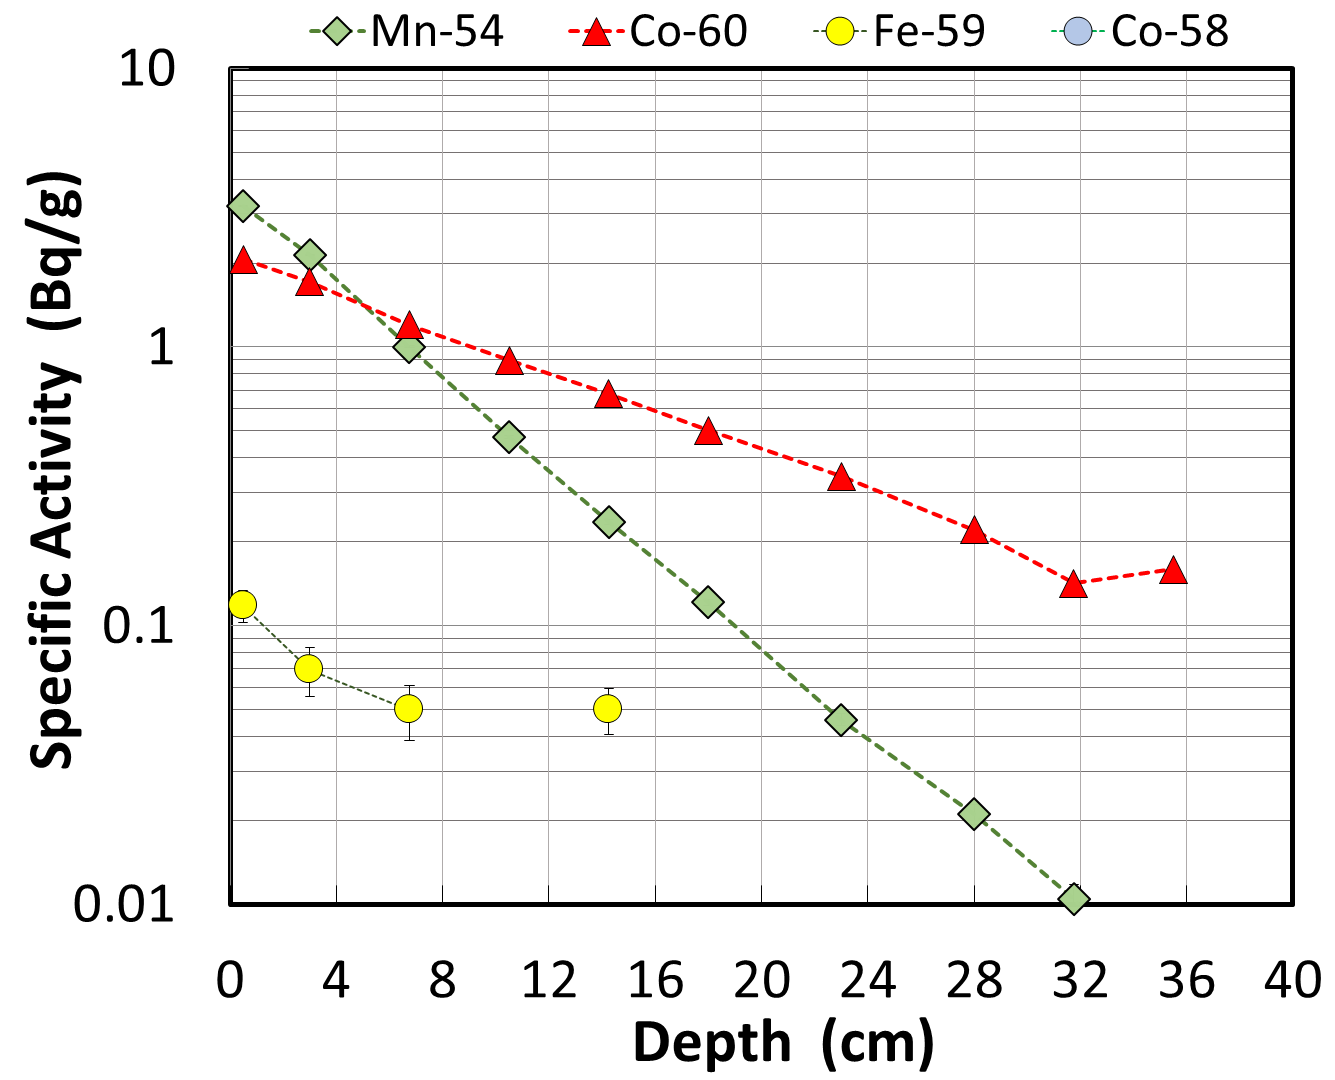 Mn-54 Co-60 Fe-59 Co-58
10
1
0.1
0.01
Specific Activity (Bq/g)
0 4 8 12 16 20 24 28 32 36 40
Depth (cm)